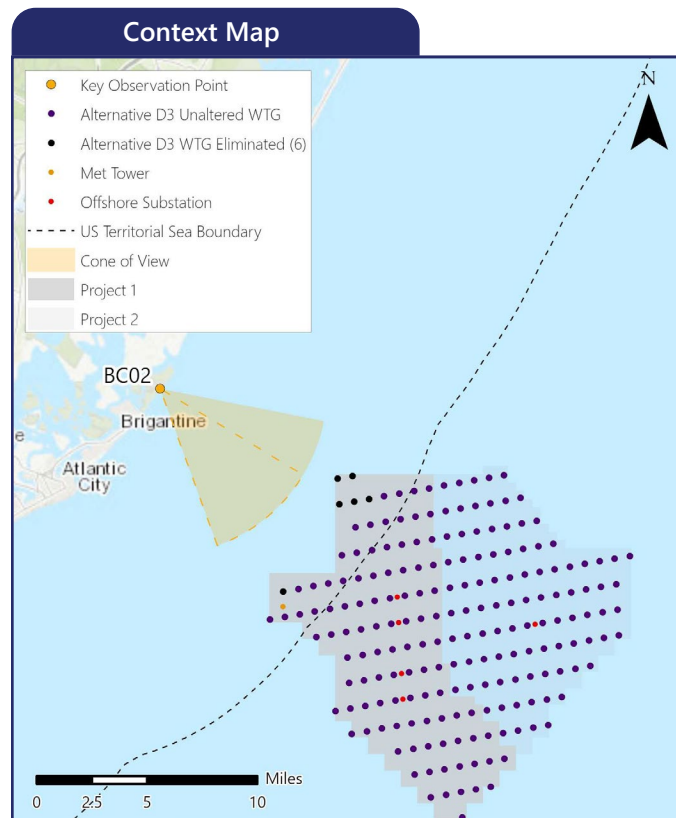 Context Map
N
Key Observation Point
Alternative D3 Unaltered WTG
Alternative D3 WTG Eliminated (6)
Met Tower
Offshore Substation
US Territorial Sea Boundary
Cone of View
Project 1
Project 2
BC02
Brigantine
e
Atlantic
City
Miles
0 2.5 5 10